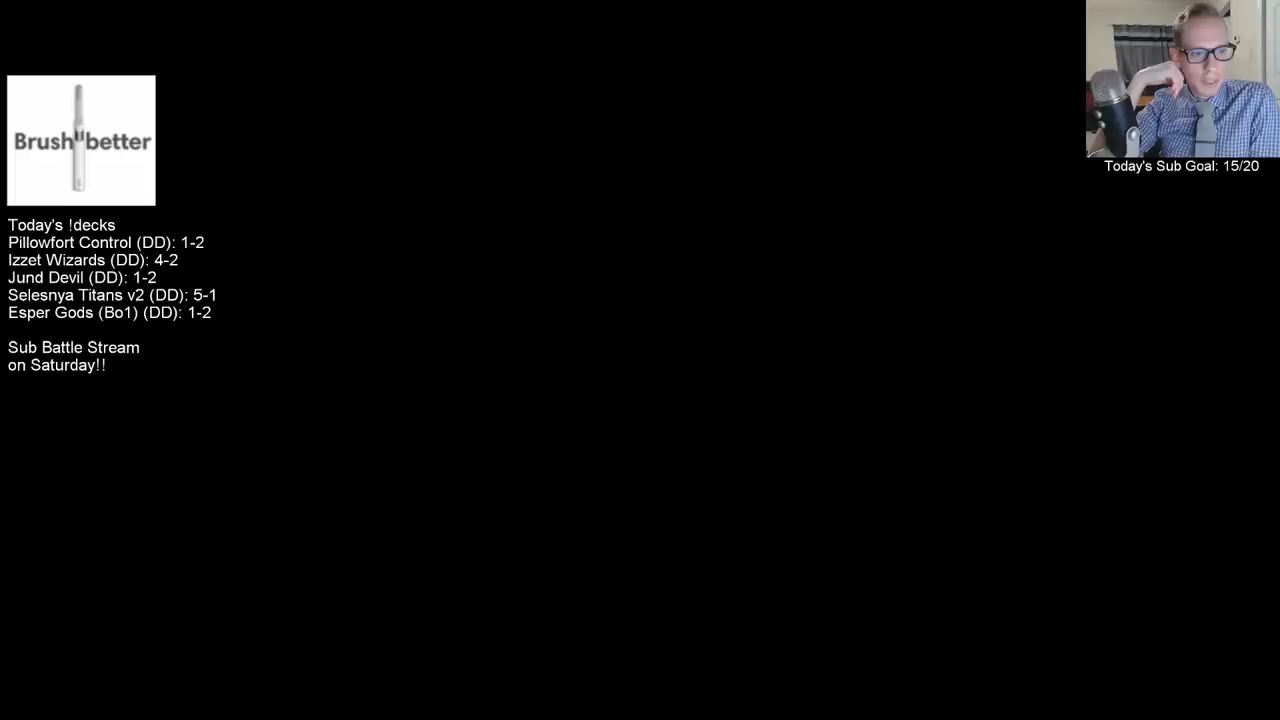 Brush better
Today's !decks
Pillowfort Control (DD): 1-2
Izzet Wizards (DD): 4-2
Jund Devil (DD): 1-2
Selesnya Titans v2 (DD): 5-1
Esper Gods (Bo1) (DD): 1-2
Sub Battle Stream
on Saturday!!
Today's Sub Goal: 15/20